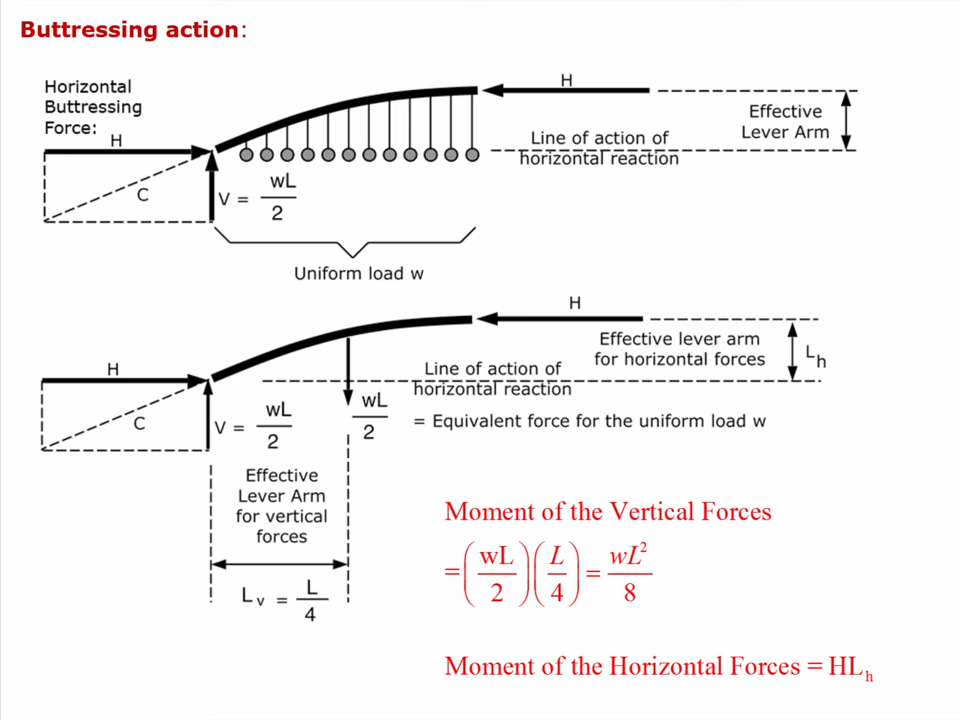 Buttressing action:
Horizontal
Buttressing
Force:
H
H
Effective
Lever Arm
Line of action of
horizontal reaction
C
V = wL/2
Uniform load w
H
H
Effective lever arm
for horizontal forces
Lh
Line of action of
horizontal reaction
C
V = wL/2
wL/2 = Equivalent force for the uniform load w
Effective
Lever Arm
for vertical
forces
Lv = L/4
Moment of the Vertical Forces
= (wL/2)(L/4) = wL²/8
Moment of the Horizontal Forces = HLh